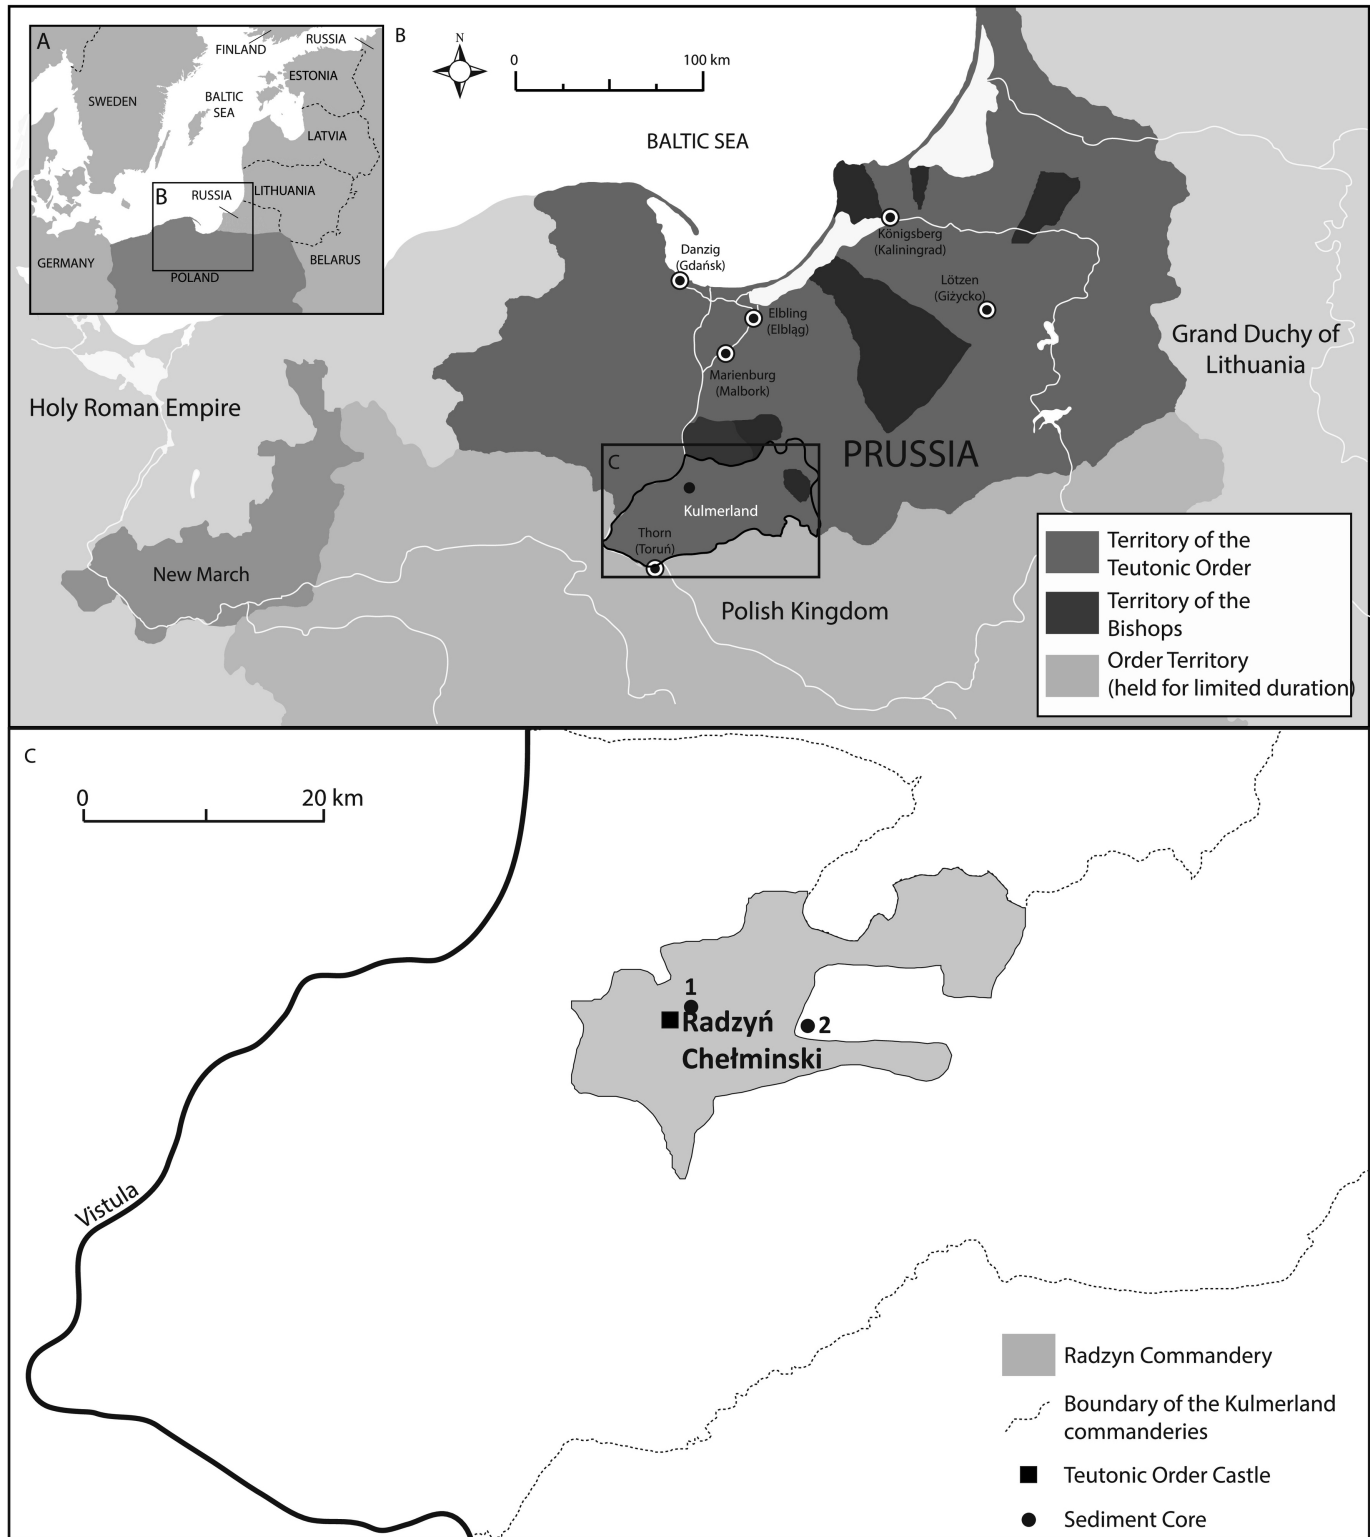 A
FINLAND
RUSSIA
ESTONIA
SWEDEN
BALTIC
SEA
LATVIA
B
RUSSIA
LITHUANIA
GERMANY
POLAND
BELARUS
B
N
0
100 km
BALTIC SEA
Danzig
(Gdańsk)
Königsberg
(Kaliningrad)
Lötzen
(Giżycko)
Elbling
(Elbląg)
Marienburg
(Malbork)
Grand Duchy of
Lithuania
Holy Roman Empire
PRUSSIA
C
Kulmerland
Thorn
(Toruń)
New March
Polish Kingdom
Territory of the
Teutonic Order
Territory of the
Bishops
Order Territory
(held for limited duration)
C
0
20 km
1
Radzyń
Chełminski
2
Vistula
Radzyn Commandery
Boundary of the Kulmerland
commanderies
Teutonic Order Castle
Sediment Core